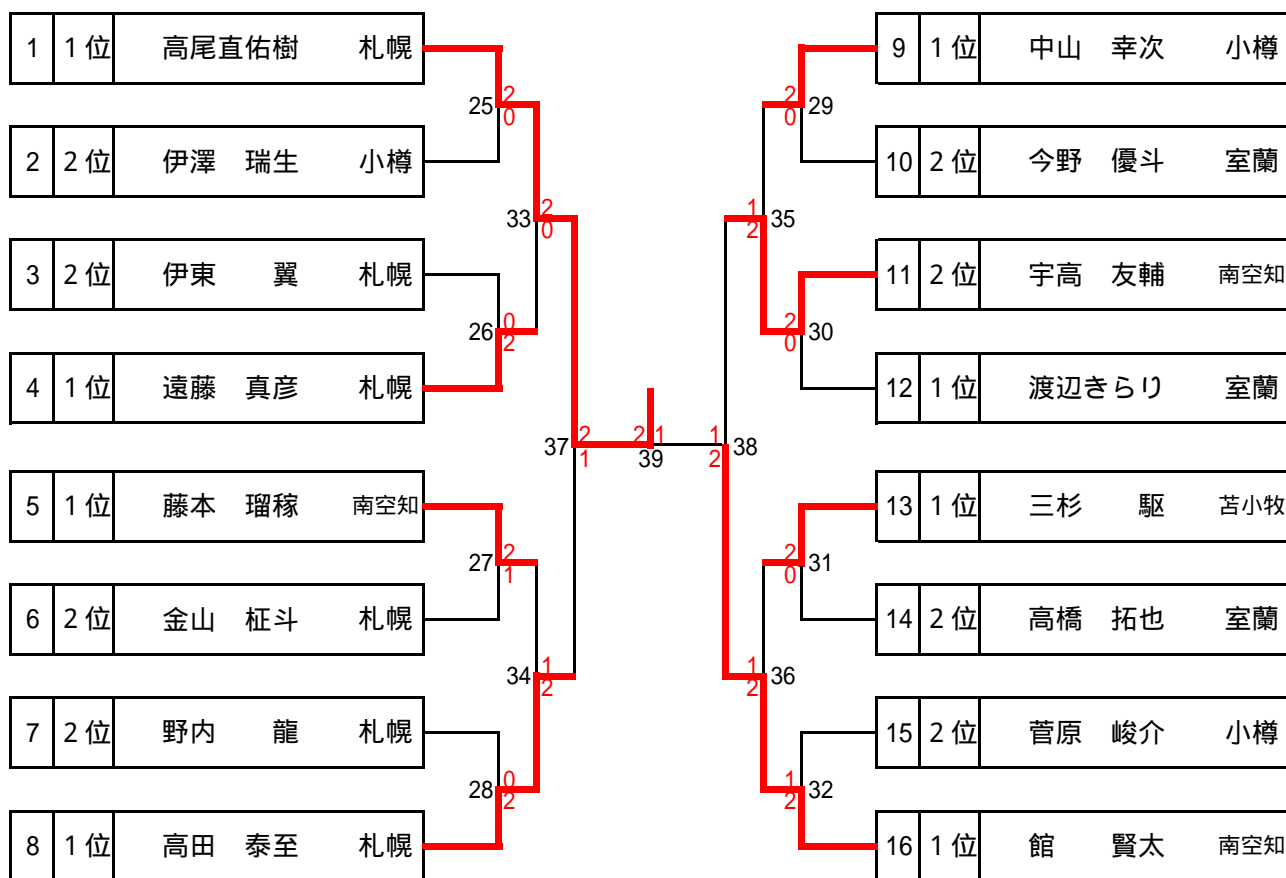 1 1位 高尾直佑樹 札幌
2 2位 伊澤 瑞生 小樽
3 2位 伊東 翼 札幌
4 1位 遠藤 真彦 札幌
5 1位 藤本 瑠稼 南空知
6 2位 金山 柾斗 札幌
7 2位 野内 龍 札幌
8 1位 高田 泰至 札幌
25 2 0
26 0 2
27 2 1
28 0 2
33 2 0
34 1 2
37 2 1
39 2 1
38 1 2
35 1 2
36 1 2
29 2 0
30 2 0
31 2 0
32 1 2
9 1位 中山 幸次 小樽
10 2位 今野 優斗 室蘭
11 2位 宇高 友輔 南空知
12 1位 渡辺きらり 室蘭
13 1位 三杉 駆 苫小牧
14 2位 高橋 拓也 室蘭
15 2位 菅原 峻介 小樽
16 1位 館 賢太 南空知